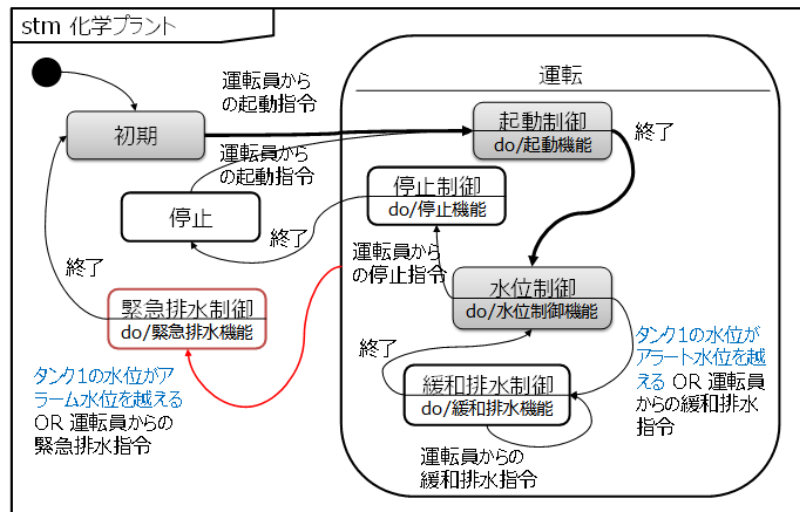 stm 化学プラント
運転
運転員から
の起動指令
初期
起動制御
do/起動機能
終了
運転員から
の起動指令
停止制御
do/停止機能
停止
終了
運転員から
の停止指令
終了
水位制御
do/水位制御機能
緊急排水制御
do/緊急排水機能
タンク1の水位が
アラート水位を越
える OR 運転員
からの緩和排水
指令
終了
タンク1の水位がア
ラーム水位を越える
OR 運転員からの
緊急排水指令
緩和排水制御
do/緩和排水機能
運転員からの
緩和排水指令